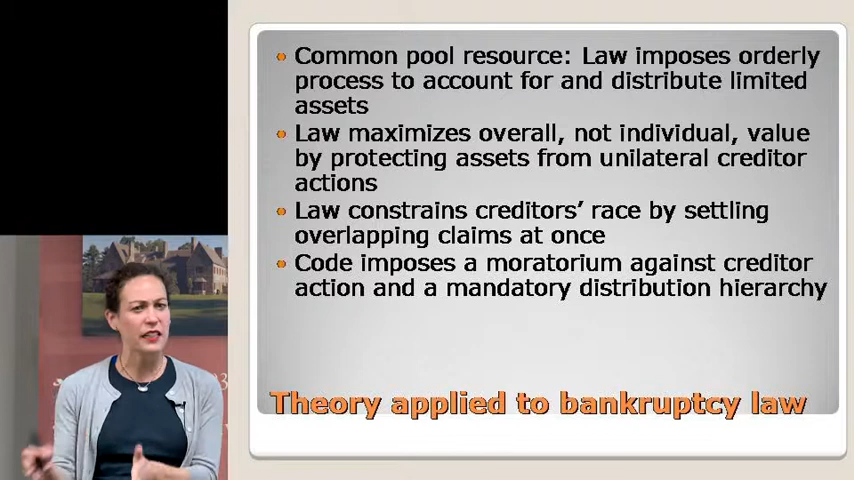 Common pool resource: Law imposes orderly
process to account for and distribute limited
assets
Law maximizes overall, not individual, value
by protecting assets from unilateral creditor
actions
Law constrains creditors' race by settling
overlapping claims at once
Code imposes a moratorium against creditor
action and a mandatory distribution hierarchy
Theory applied to bankruptcy law